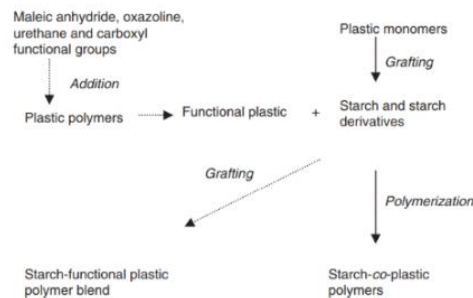 Maleic anhydride, oxazoline,
urethane and carboxyl
functional groups
Plastic monomers
Addition
Grafting
Plastic polymers
Functional plastic
+
Starch and starch
derivatives
Grafting
Polymerization
Starch-functional plastic
polymer blend
Starch-co-plastic
polymers